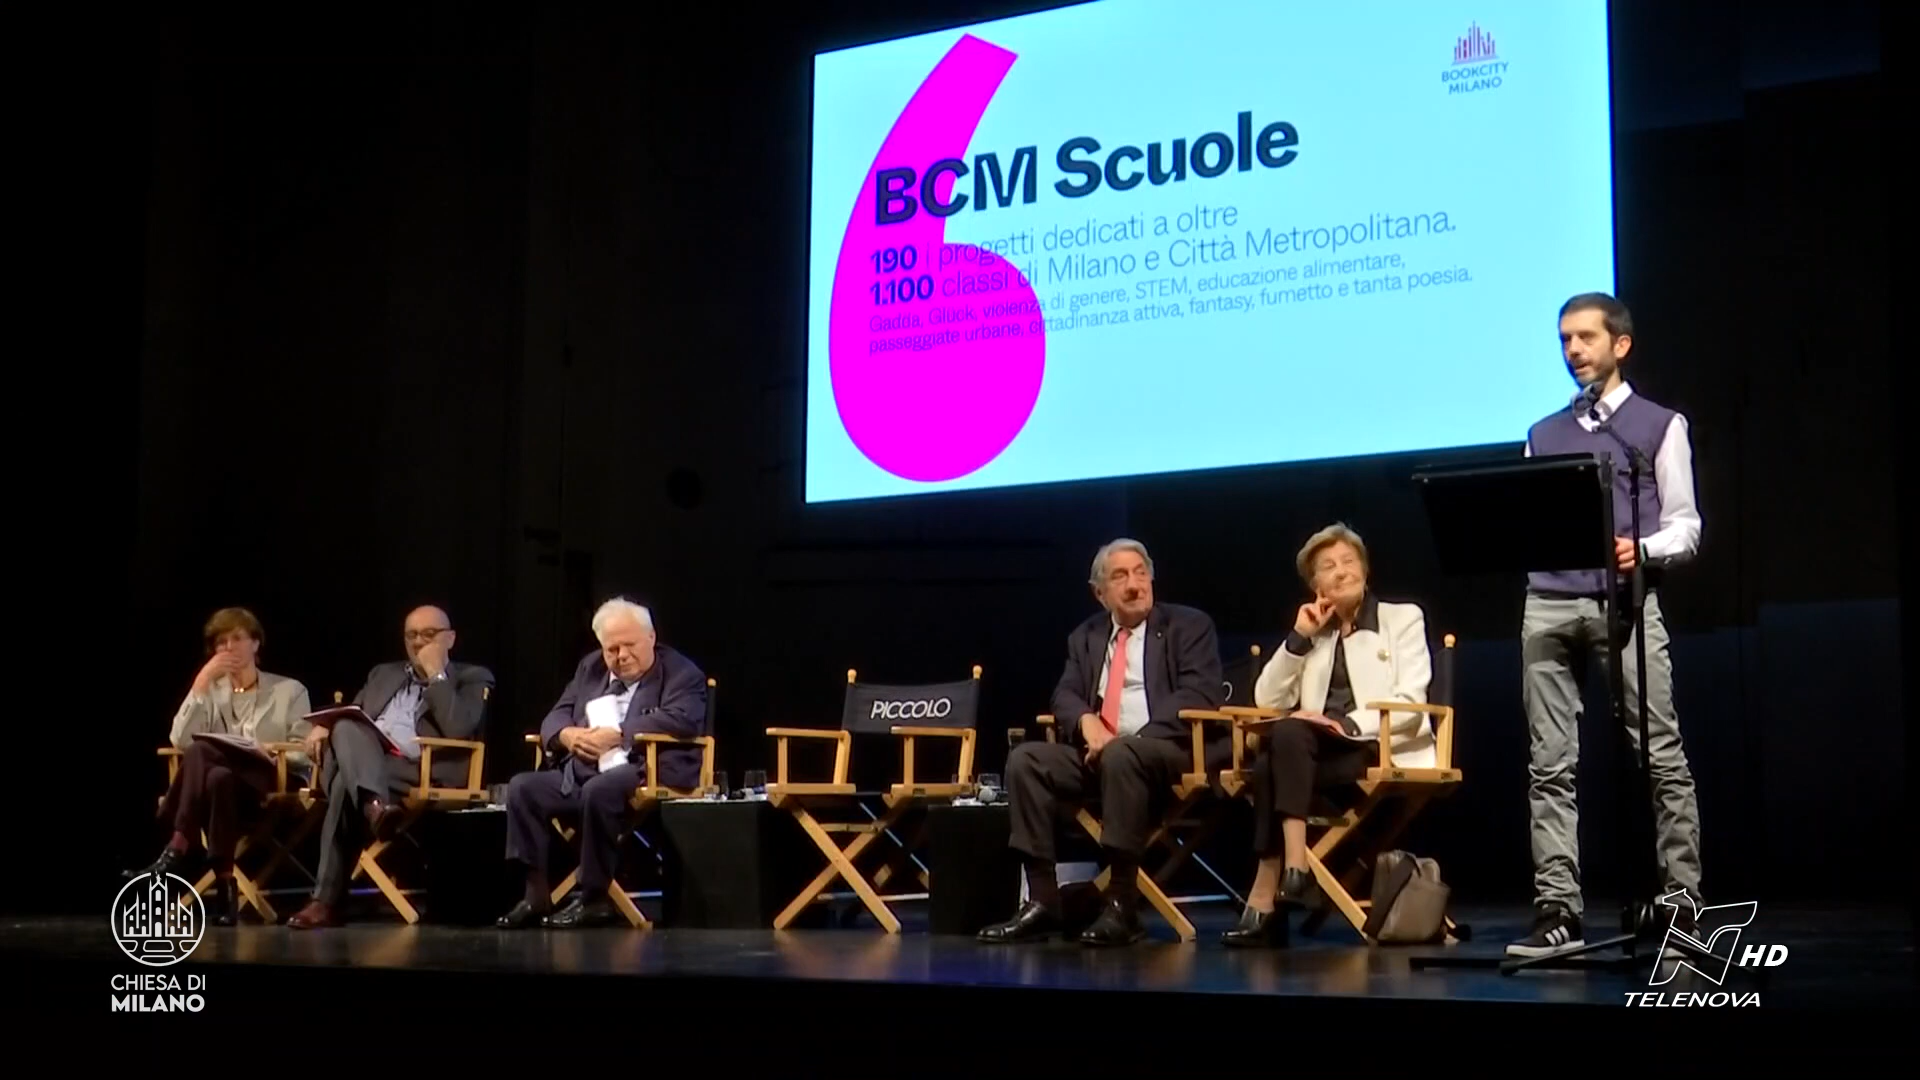 BOOKCITY
MILANO
BCM Scuole
190 i progetti dedicati a oltre
1.100 classi di Milano e Città Metropolitana.
Gadda, Gluck, violenza di genere, STEM, educazione alimentare,
passeggiate urbane, cittadinanza attiva, fantasy, fumetto e tanta poesia.
PICCOLO
CHIESA DI
MILANO
HD
TELENOVA